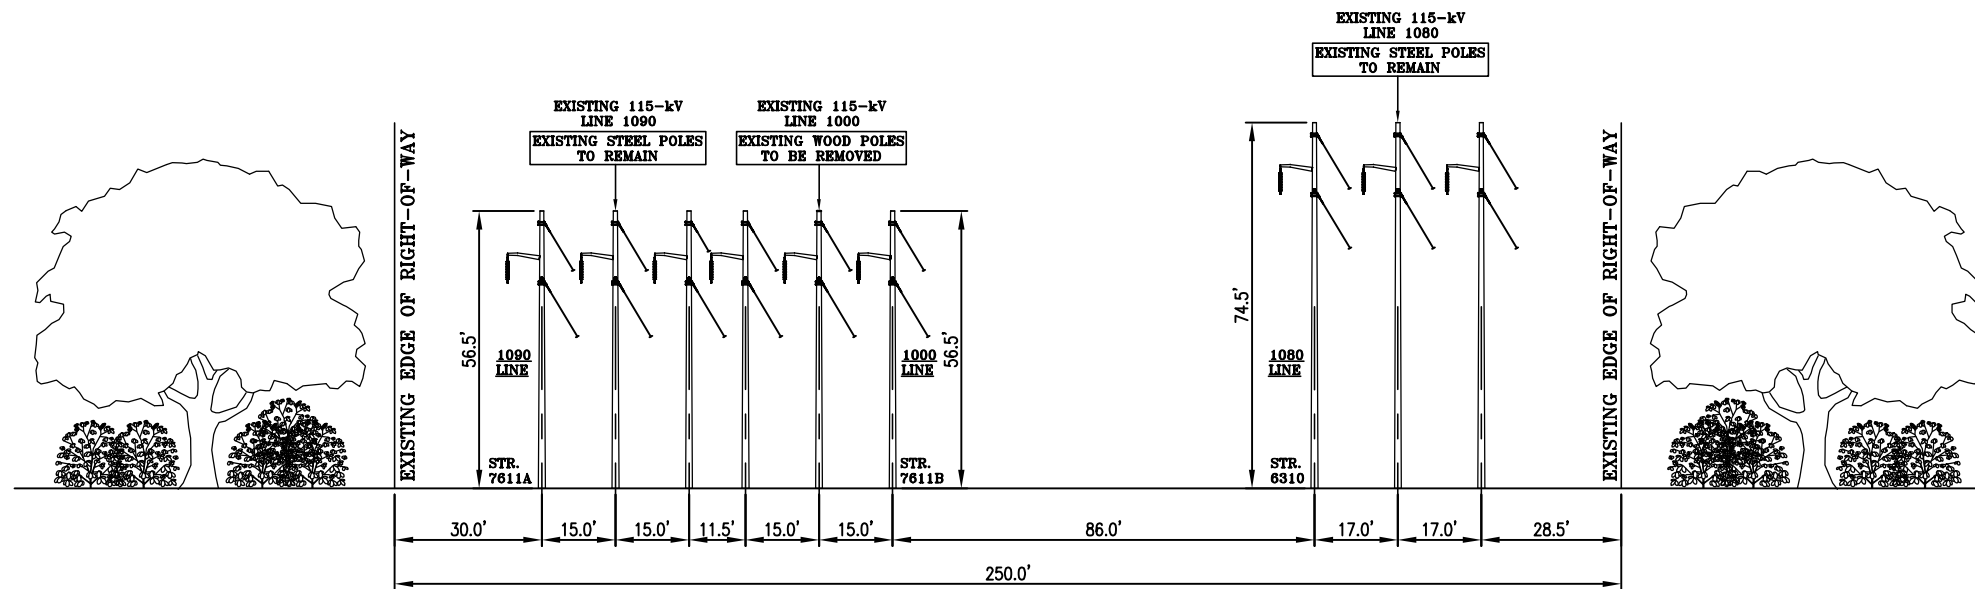 EXISTING 115-kV
LINE 1080
EXISTING STEEL POLES
TO REMAIN
EXISTING 115-kV
LINE 1090
EXISTING STEEL POLES
TO REMAIN
EXISTING 115-kV
LINE 1000
EXISTING WOOD POLES
TO BE REMOVED
EXISTING EDGE OF RIGHT-OF-WAY
56.5'
1090
LINE
STR.
7611A
1000
LINE
STR.
7611B
56.5'
74.5'
1080
LINE
STR.
6310
EXISTING EDGE OF RIGHT-OF-WAY
30.0'
15.0'
15.0'
11.5'
15.0'
15.0'
86.0'
17.0'
17.0'
28.5'
250.0'